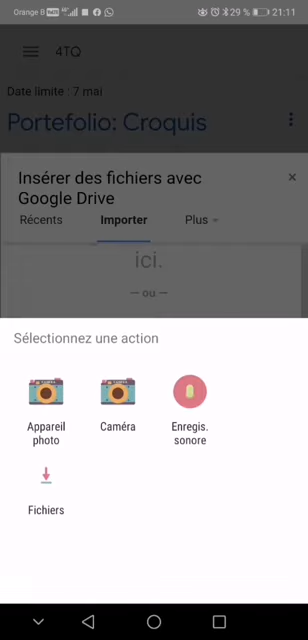 Orange B 29 % 21:11
4TQ
Date limite : 7 mai
Portefolio: Croquis
Insérer des fichiers avec
Google Drive
Récents Importer Plus
ici.
— ou —
Sélectionnez une action
Appareil photo
Caméra
Enregis. sonore
Fichiers